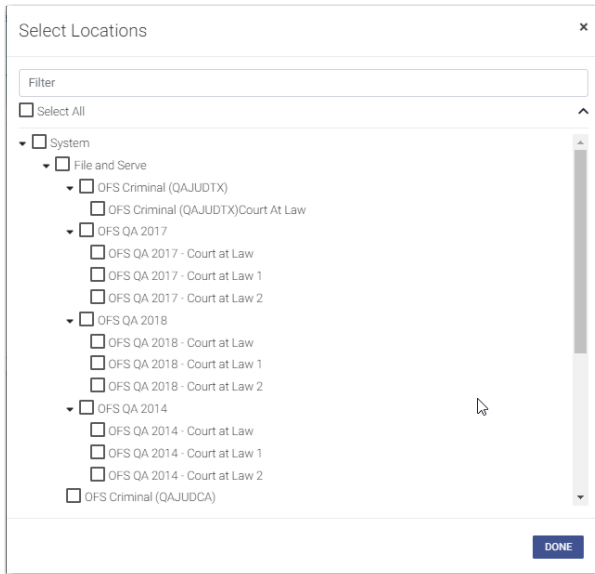 Select Locations
Filter
Select All
System
File and Serve
OFS Criminal (QAJUDTX)
OFS Criminal (QAJUDTX)Court At Law
OFS QA 2017
OFS QA 2017 - Court at Law
OFS QA 2017 - Court at Law 1
OFS QA 2017 - Court at Law 2
OFS QA 2018
OFS QA 2018 - Court at Law
OFS QA 2018 - Court at Law 1
OFS QA 2018 - Court at Law 2
OFS QA 2014
OFS QA 2014 - Court at Law
OFS QA 2014 - Court at Law 1
OFS QA 2014 - Court at Law 2
OFS Criminal (QAJUDCA)
DONE